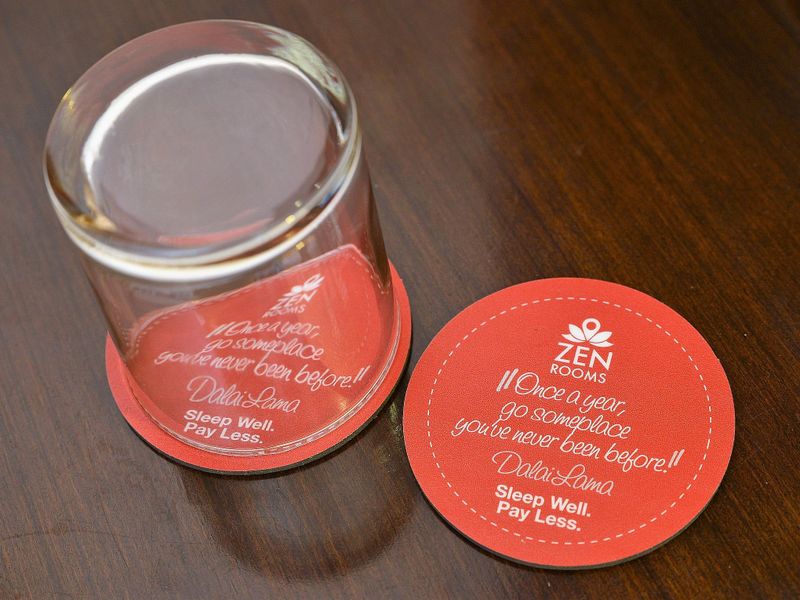 ZEN
ROOMS
"Once a year,
go someplace
you've never been before!"
Dalai Lama
Sleep Well.
Pay Less.
ZEN
ROOMS
"Once a year,
go someplace
you've never been before!"
Dalai Lama
Sleep Well.
Pay Less.